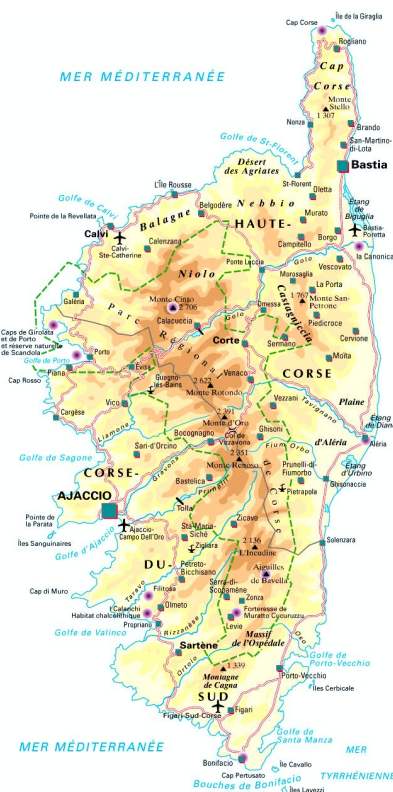 Île de la Giraglia
Cap Corse
Rogliano
Cap
Corse
MER MÉDITERRANÉE
Monte
Stello
1 307
Nonza
Brando
Golfe de St-Florent
San-Martino-
di-Lota
Désert
des Agriates
Bastia
L'Île Rousse
St-Florent
Oletta
Golfe de Calvi
Belgodère
Nebbio
Étang
de
Biguglia
Pointe de la Revellata
Balagne
Murato
HAUTE-
Calvi
Calvi-
Ste-Catherine
Calenzana
Campitello
Borgo
Bastia-
Poretta
la Canonica
Ponte Leccia
Golo
Vescovato
Niolo
Morosaglia
La Porta
Galéria
Monte Cinto
2 706
Omessa
Castagniccia
1 767
Monte San-
Petrone
Parc Régional de Corse
Calacuccia
Golo
Piedicroce
Caps de Girolata
et de Porto
et réserve naturelle
de Scandola
Corte
Sermano
Cervione
Porto
Golfe de Porto
Moïta
Piana
Évisa
CORSE
Cap Rosso
Guagno-
les-Bains
2 622
Monte Rotondo
Venaco
Vico
Vezzani
Tavignano
Plaine
d'Aléria
Cargèse
2 391
Monte d'Oro
Étang
de Diana
Liamone
Bocognagno
Col de
Vizzavona
Ghisoni
Aléria
Sari-d'Orcino
Fium Orbo
Golfe de Sagone
2 351
Monte Renoso
Prunelli-di-
Fiumorbo
Étang
d'Urbino
CORSE-
Gravona
Bastelica
Prunelli
Pietrapola
Ghisonaccia
AJACCIO
Tolla
Pointe de
la Parata
Ajaccio-
Campo Dell'Oro
Zicavo
Sta-Maria-
Siché
Îles Sanguinaires
Golfe d'Ajaccio
Zigliara
2 136
L'Incudine
Solenzara
DU-
Petreto-
Bicchisano
Aiguilles
de Bavella
Cap di Muro
Taravo
Filitosa
Serra-di-
Scopamène
Zonza
I Calanchi
Habitat chalcolithique
Olmeto
Forteresse de
Muratto Cucuruzzu
Propriano
Rizzanèse
Levie
Golfe de Valinco
Massif
de l'Ospédale
Oso
Sartène
Golfe de
Porto-Vecchio
Ortolo
1 339
Montagne
de Cagna
Porto-Vecchio
Îles Cerbicale
SUD
Figari-Sud-Corse
Figari
Golfe de
Santa Manza
MER MÉDITERRANÉE
MER
TYRRHÉNIENNE
Bonifacio
Île Cavallo
Cap Pertusato
Bouches de Bonifacio
Îles Lavezzi